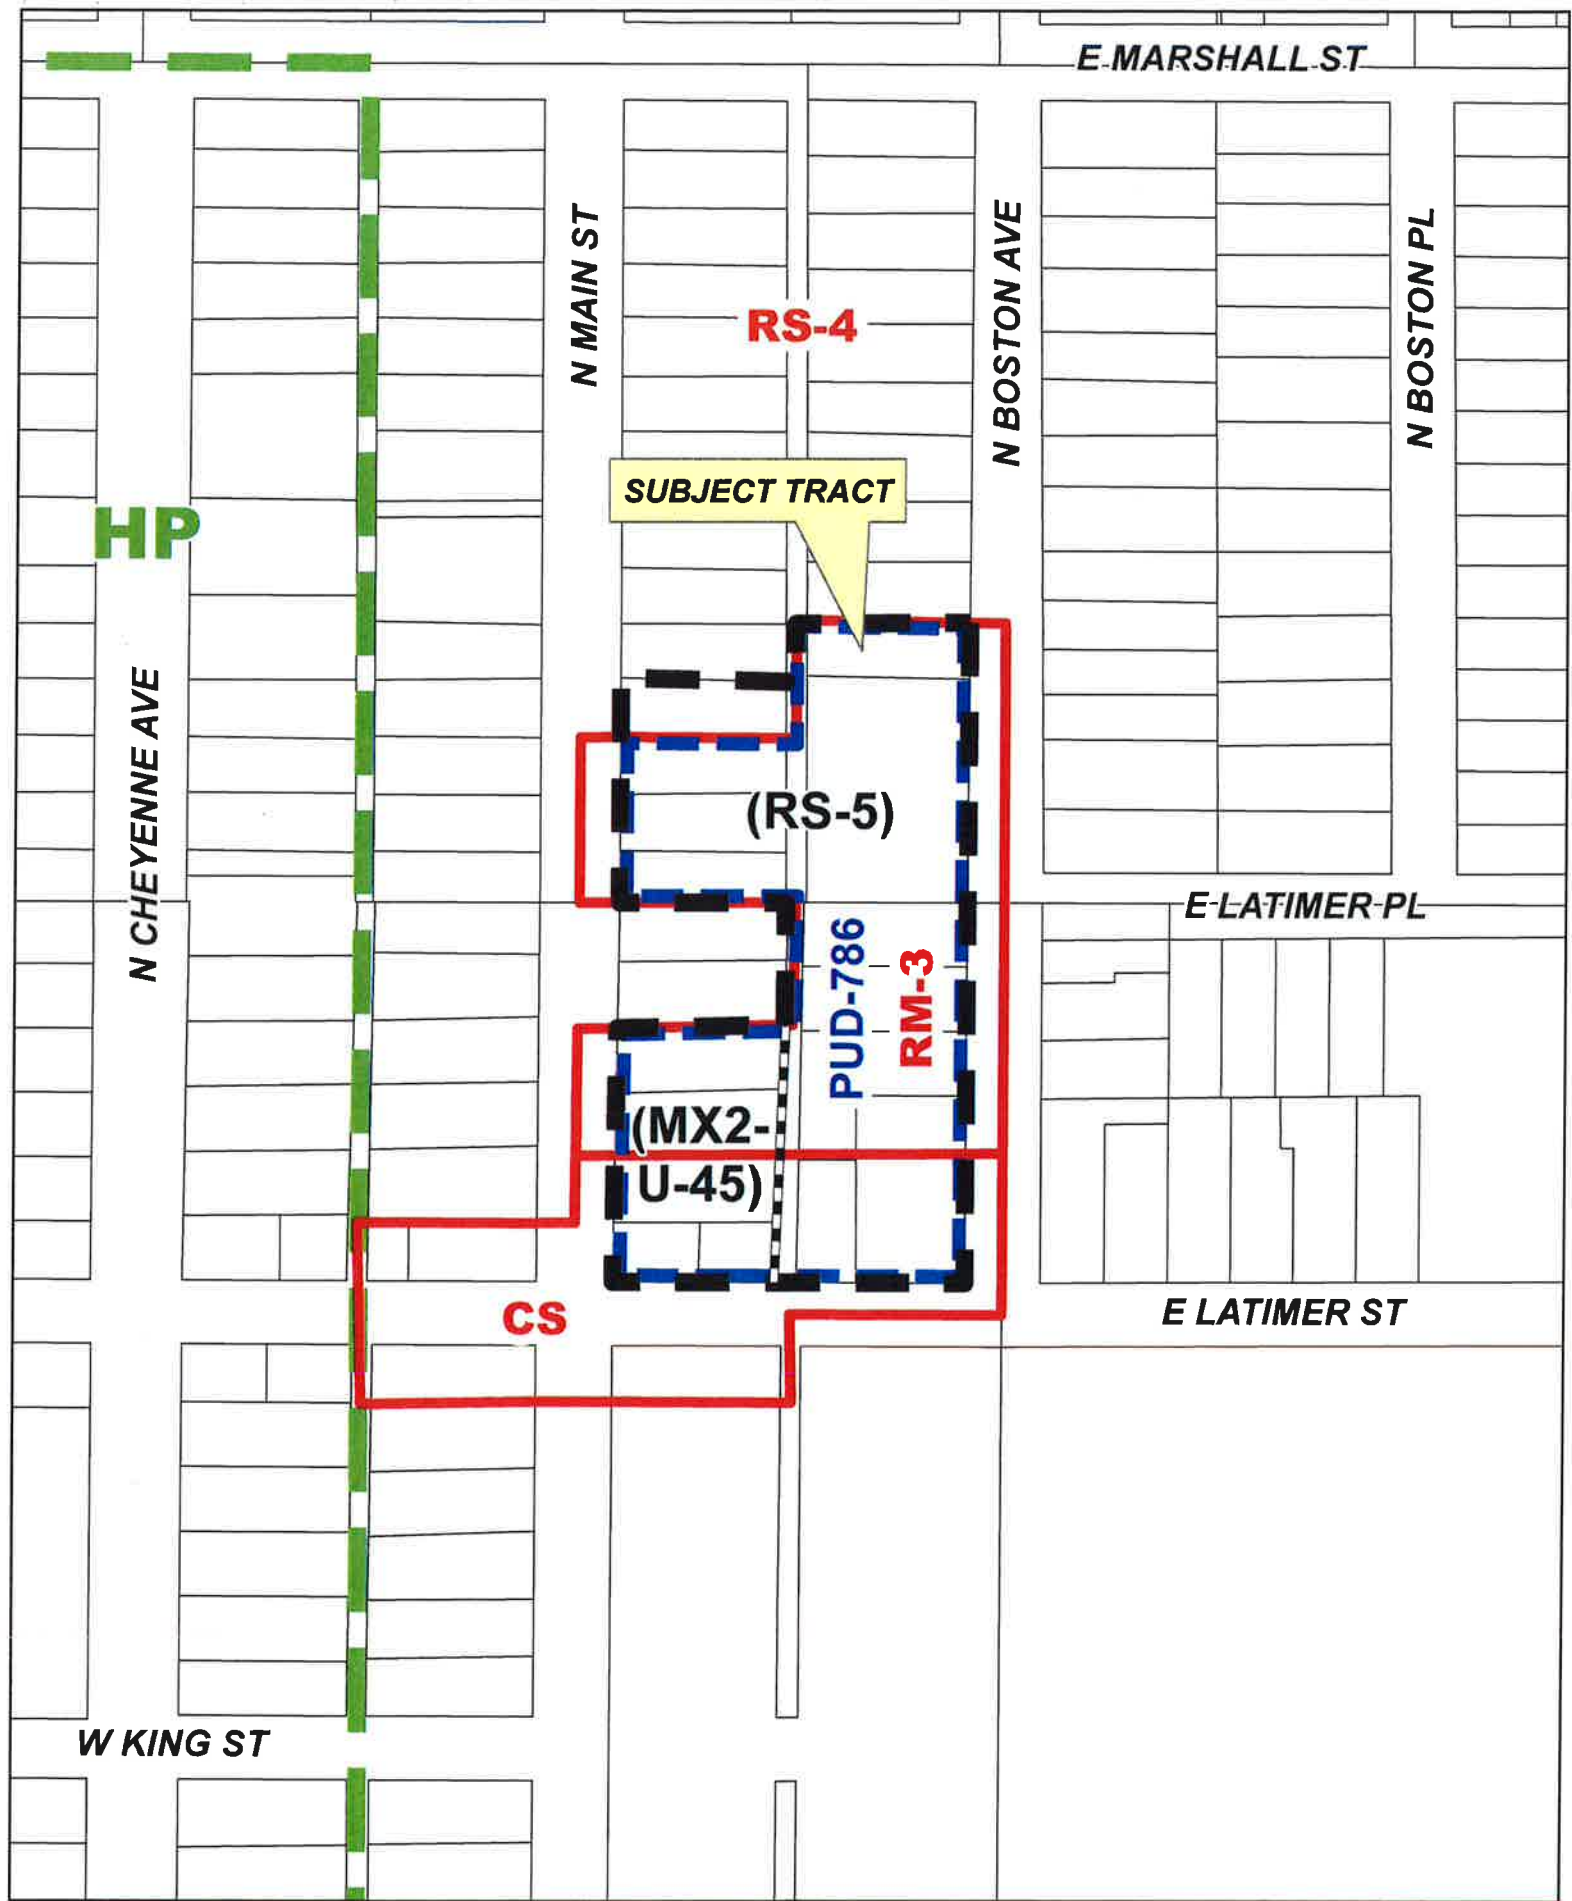 E MARSHALL ST
N MAIN ST
N BOSTON AVE
N BOSTON PL
RS-4
SUBJECT TRACT
HP
N CHEYENNE AVE
(RS-5)
E LATIMER PL
PUD-786
RM-3
(MX2-
U-45)
CS
E LATIMER ST
W KING ST